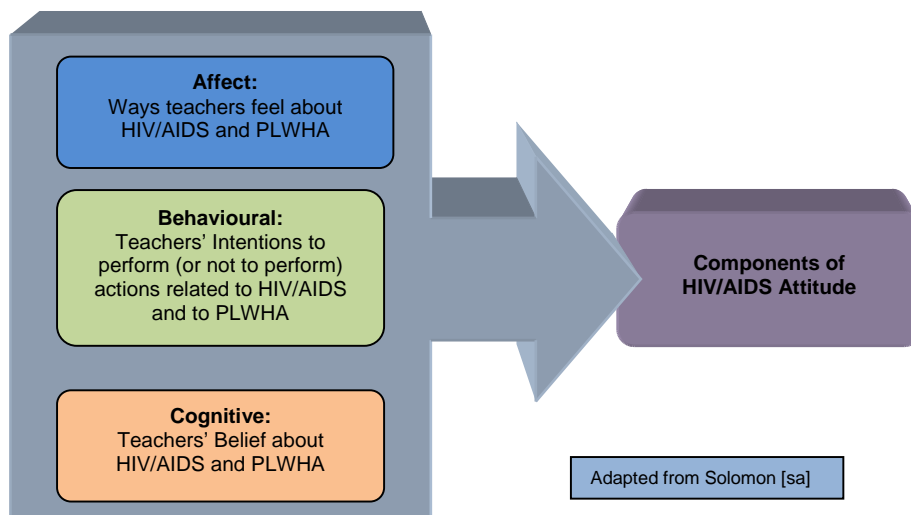 Affect:
Ways teachers feel about
HIV/AIDS and PLWHA
Behavioural:
Teachers’ Intentions to
perform (or not to perform)
actions related to HIV/AIDS
and to PLWHA
Cognitive:
Teachers’ Belief about
HIV/AIDS and PLWHA
Components of
HIV/AIDS Attitude
Adapted from Solomon [sa]